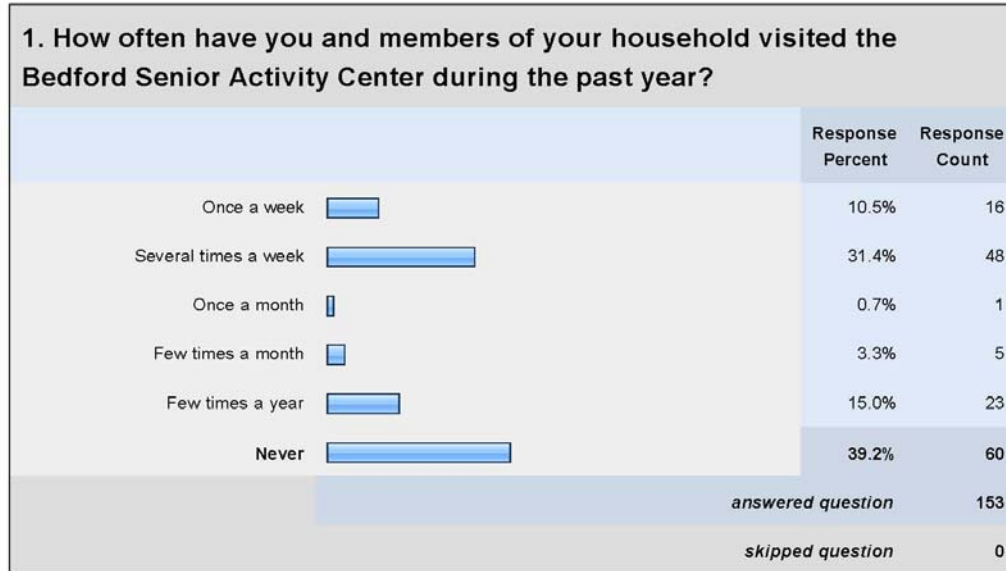 1. How often have you and members of your household visited the
Bedford Senior Activity Center during the past year?
Response Percent Response Count
Once a week 10.5% 16
Several times a week 31.4% 48
Once a month 0.7% 1
Few times a month 3.3% 5
Few times a year 15.0% 23
Never 39.2% 60
answered question 153
skipped question 0